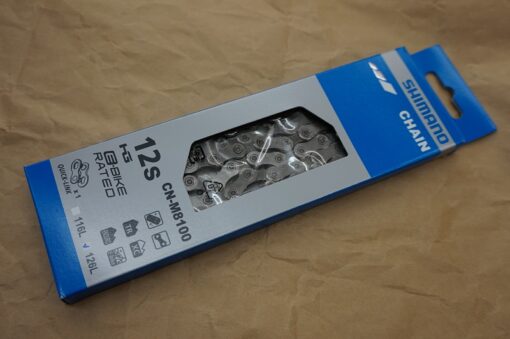 SHIMANO
CHAIN
12S CN-M8100
HG
E-BIKE
RATED
QUICK-LINK x 1
116L
126L